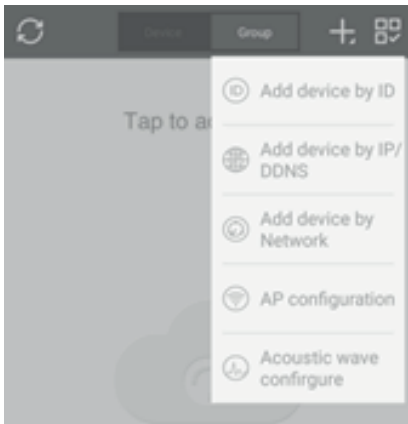 Device
Group
Tap to a
ID
Add device by ID
Add device by IP/
DDNS
Add device by
Network
AP configuration
Acoustic wave
confirgure